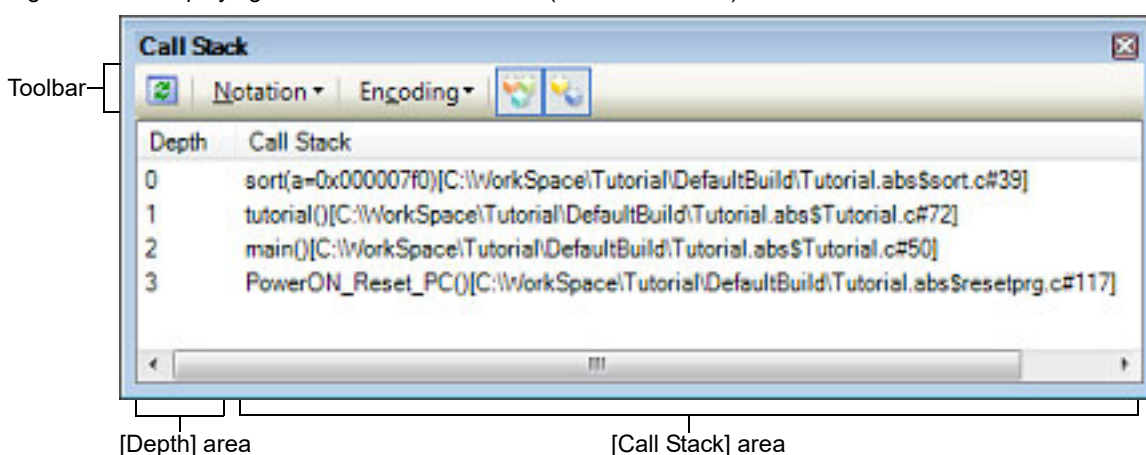 Call Stack
Toolbar
Notation Encoding
Depth Call Stack
0 sort(a=0x000007f0)[C:\WorkSpace\Tutorial\DefaultBuild\Tutorial.abs$sort.c#39]
1 tutorial()[C:\WorkSpace\Tutorial\DefaultBuild\Tutorial.abs$Tutorial.c#72]
2 main()[C:\WorkSpace\Tutorial\DefaultBuild\Tutorial.abs$Tutorial.c#50]
3 PowerON_Reset_PC()[C:\WorkSpace\Tutorial\DefaultBuild\Tutorial.abs$resetprg.c#117]
[Depth] area [Call Stack] area